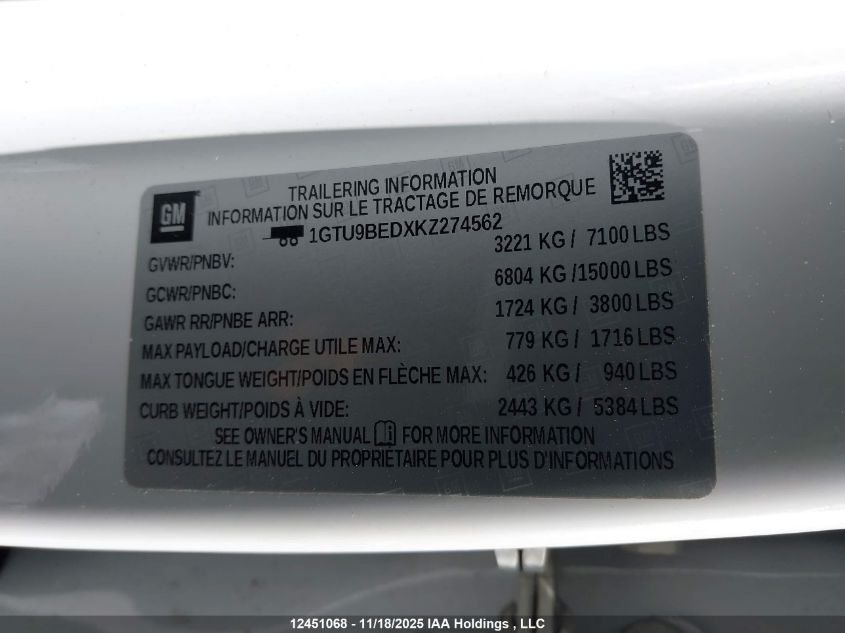 GM
TRAILERING INFORMATION
INFORMATION SUR LE TRACTAGE DE REMORQUE
1GTU9BEDXKZ274562
GVWR/PNBV: 3221 KG / 7100 LBS
GCWR/PNBC: 6804 KG /15000 LBS
GAWR RR/PNBE ARR: 1724 KG / 3800 LBS
MAX PAYLOAD/CHARGE UTILE MAX: 779 KG / 1716 LBS
MAX TONGUE WEIGHT/POIDS EN FLÈCHE MAX: 426 KG / 940 LBS
CURB WEIGHT/POIDS À VIDE: 2443 KG / 5384 LBS
SEE OWNER'S MANUAL FOR MORE INFORMATION
CONSULTEZ LE MANUEL DU PROPRIÉTAIRE POUR PLUS D'INFORMATIONS
12451068 - 11/18/2025 IAA Holdings , LLC